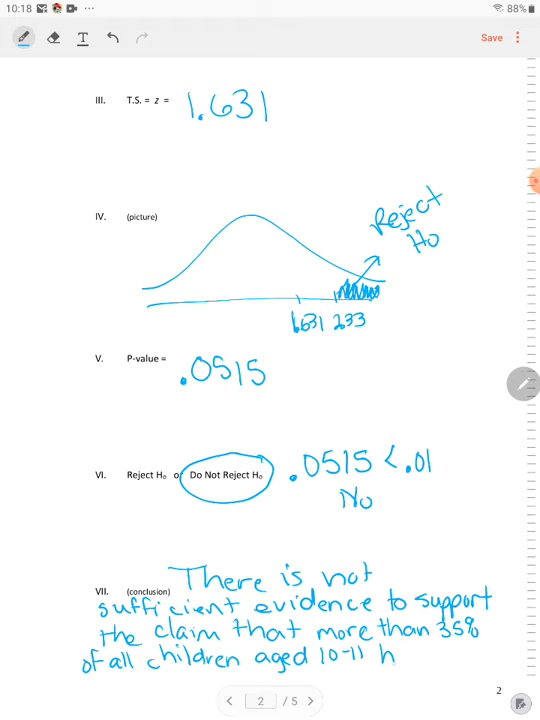 10:18 88%
T Save
III. T.S. = z = 1.631
Reject
Ho
IV. (picture)
1.631 2.33
V. P-value = .0515
VI. Reject H₀ or Do Not Reject H₀ .0515 < .01
No
There is not
VII. (conclusion)
sufficient evidence to support
the claim that more than 35%
of all children aged 10-11 h
2
2 / 5